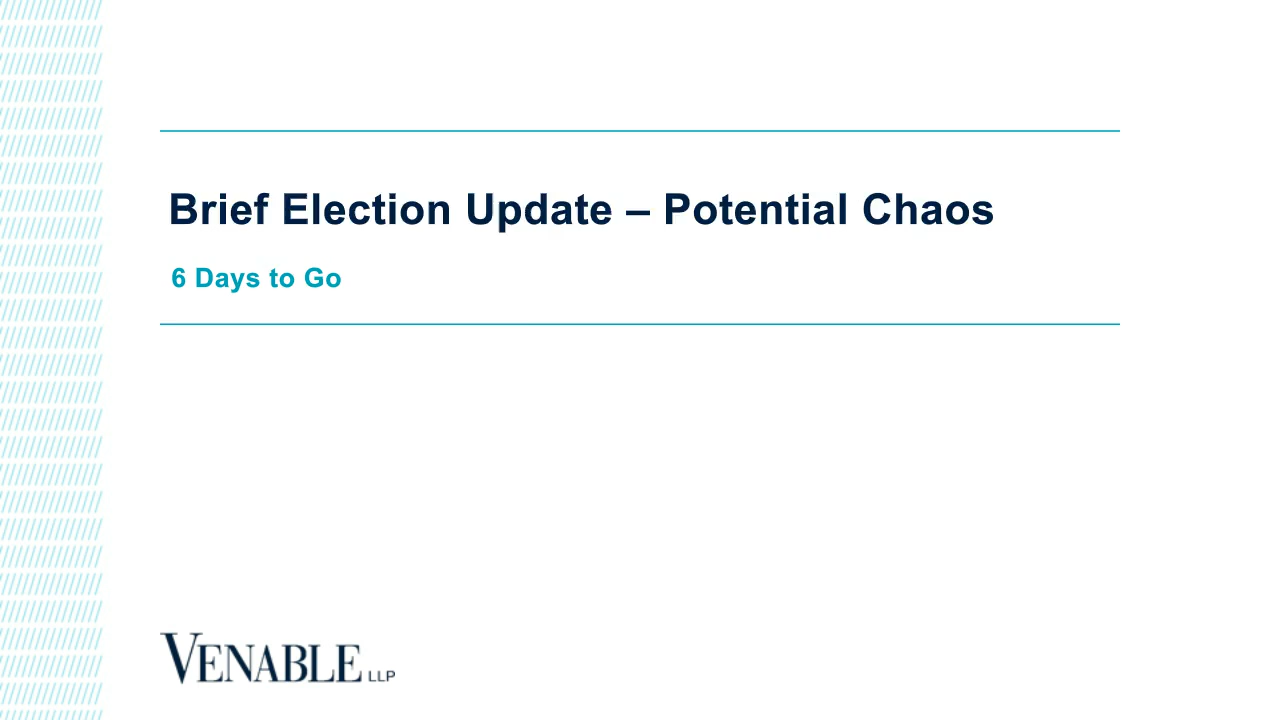 Brief Election Update – Potential Chaos
6 Days to Go
VENABLE LLP